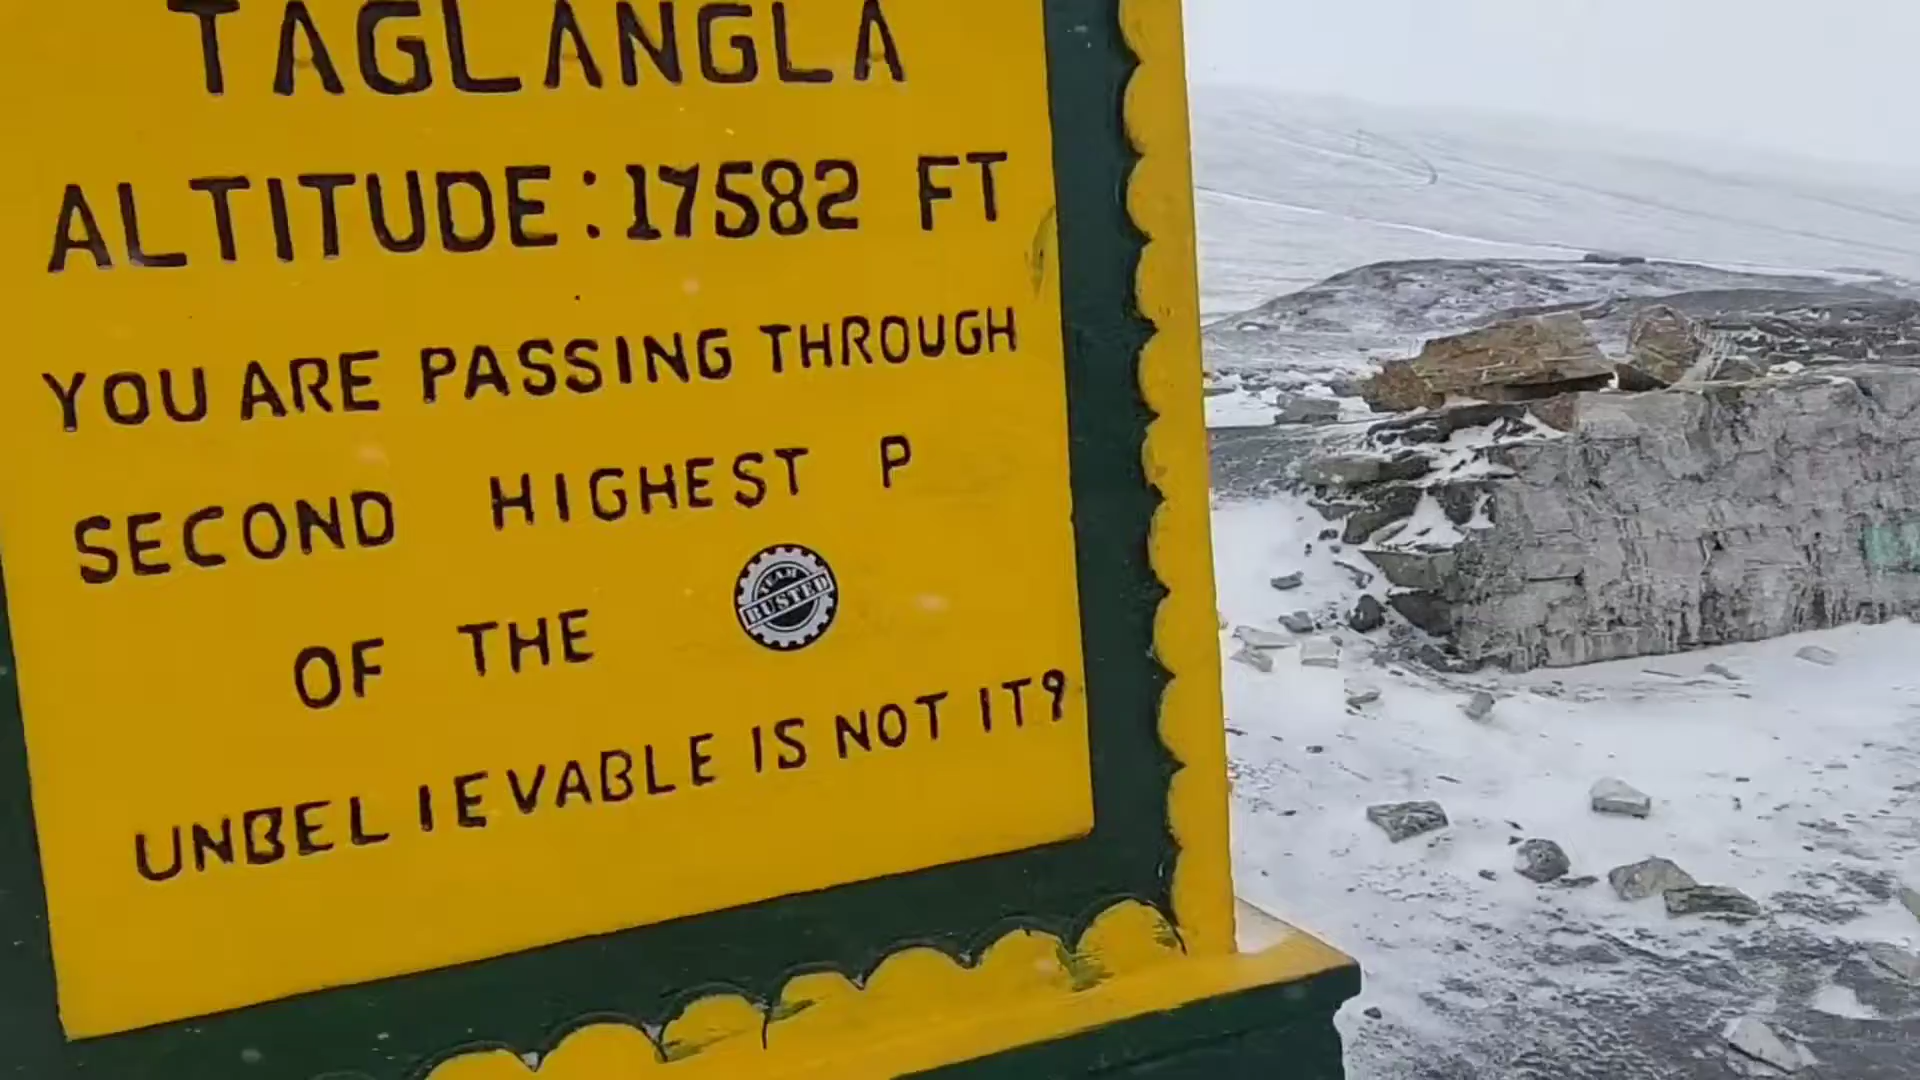 TAGLANGLA
ALTITUDE: 17582 FT
YOU ARE PASSING THROUGH
SECOND HIGHEST P
OF THE
TEAM
BUSTED
UNBELIEVABLE IS NOT IT?